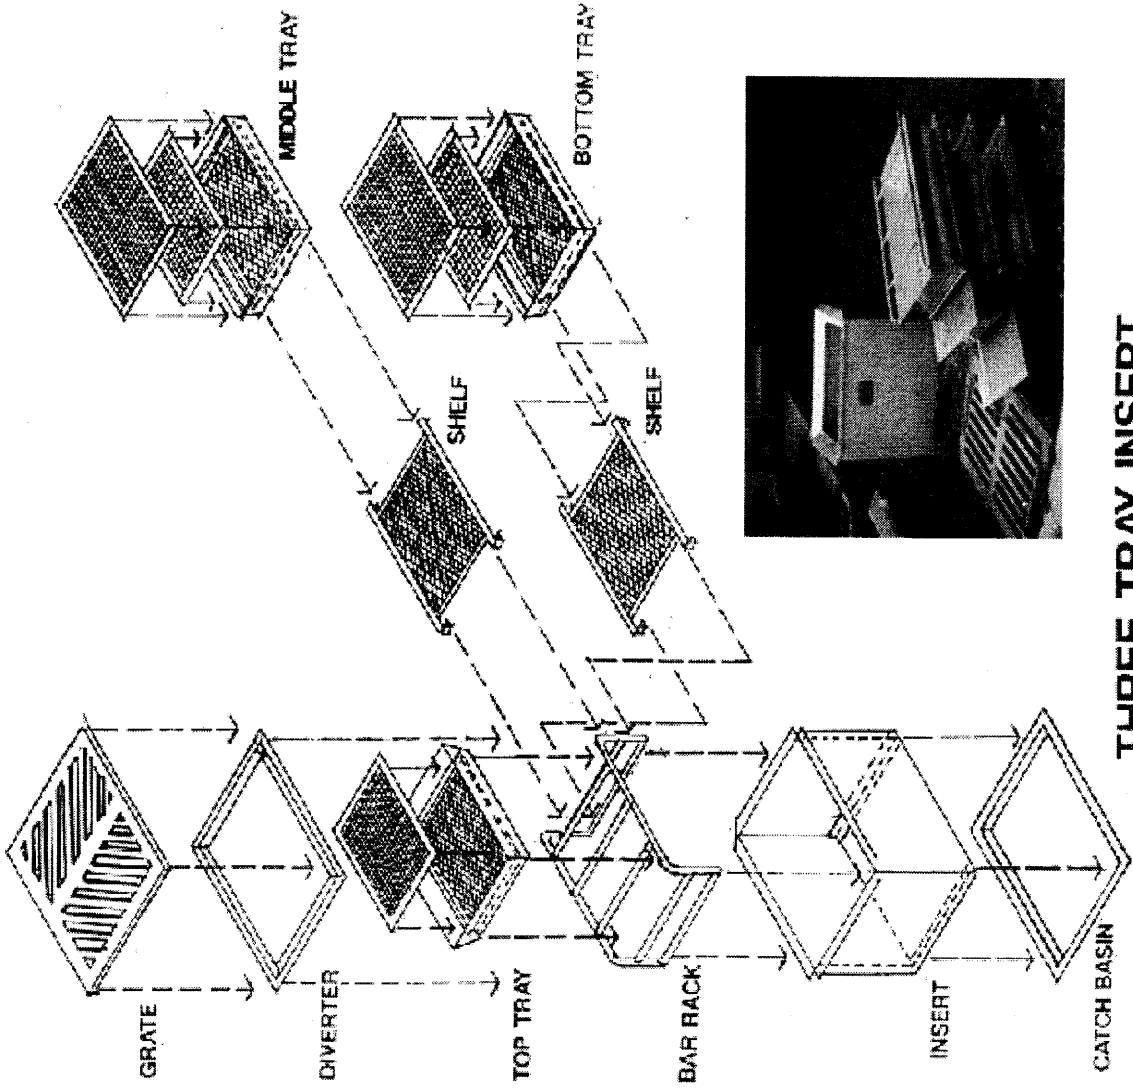 GRATE
DIVERTER
TOP TRAY
BAR RACK
INSERT
CATCH BASIN
MIDDLE TRAY
SHELF
BOTTOM TRAY
SHELF
THREE TRAY INSERT